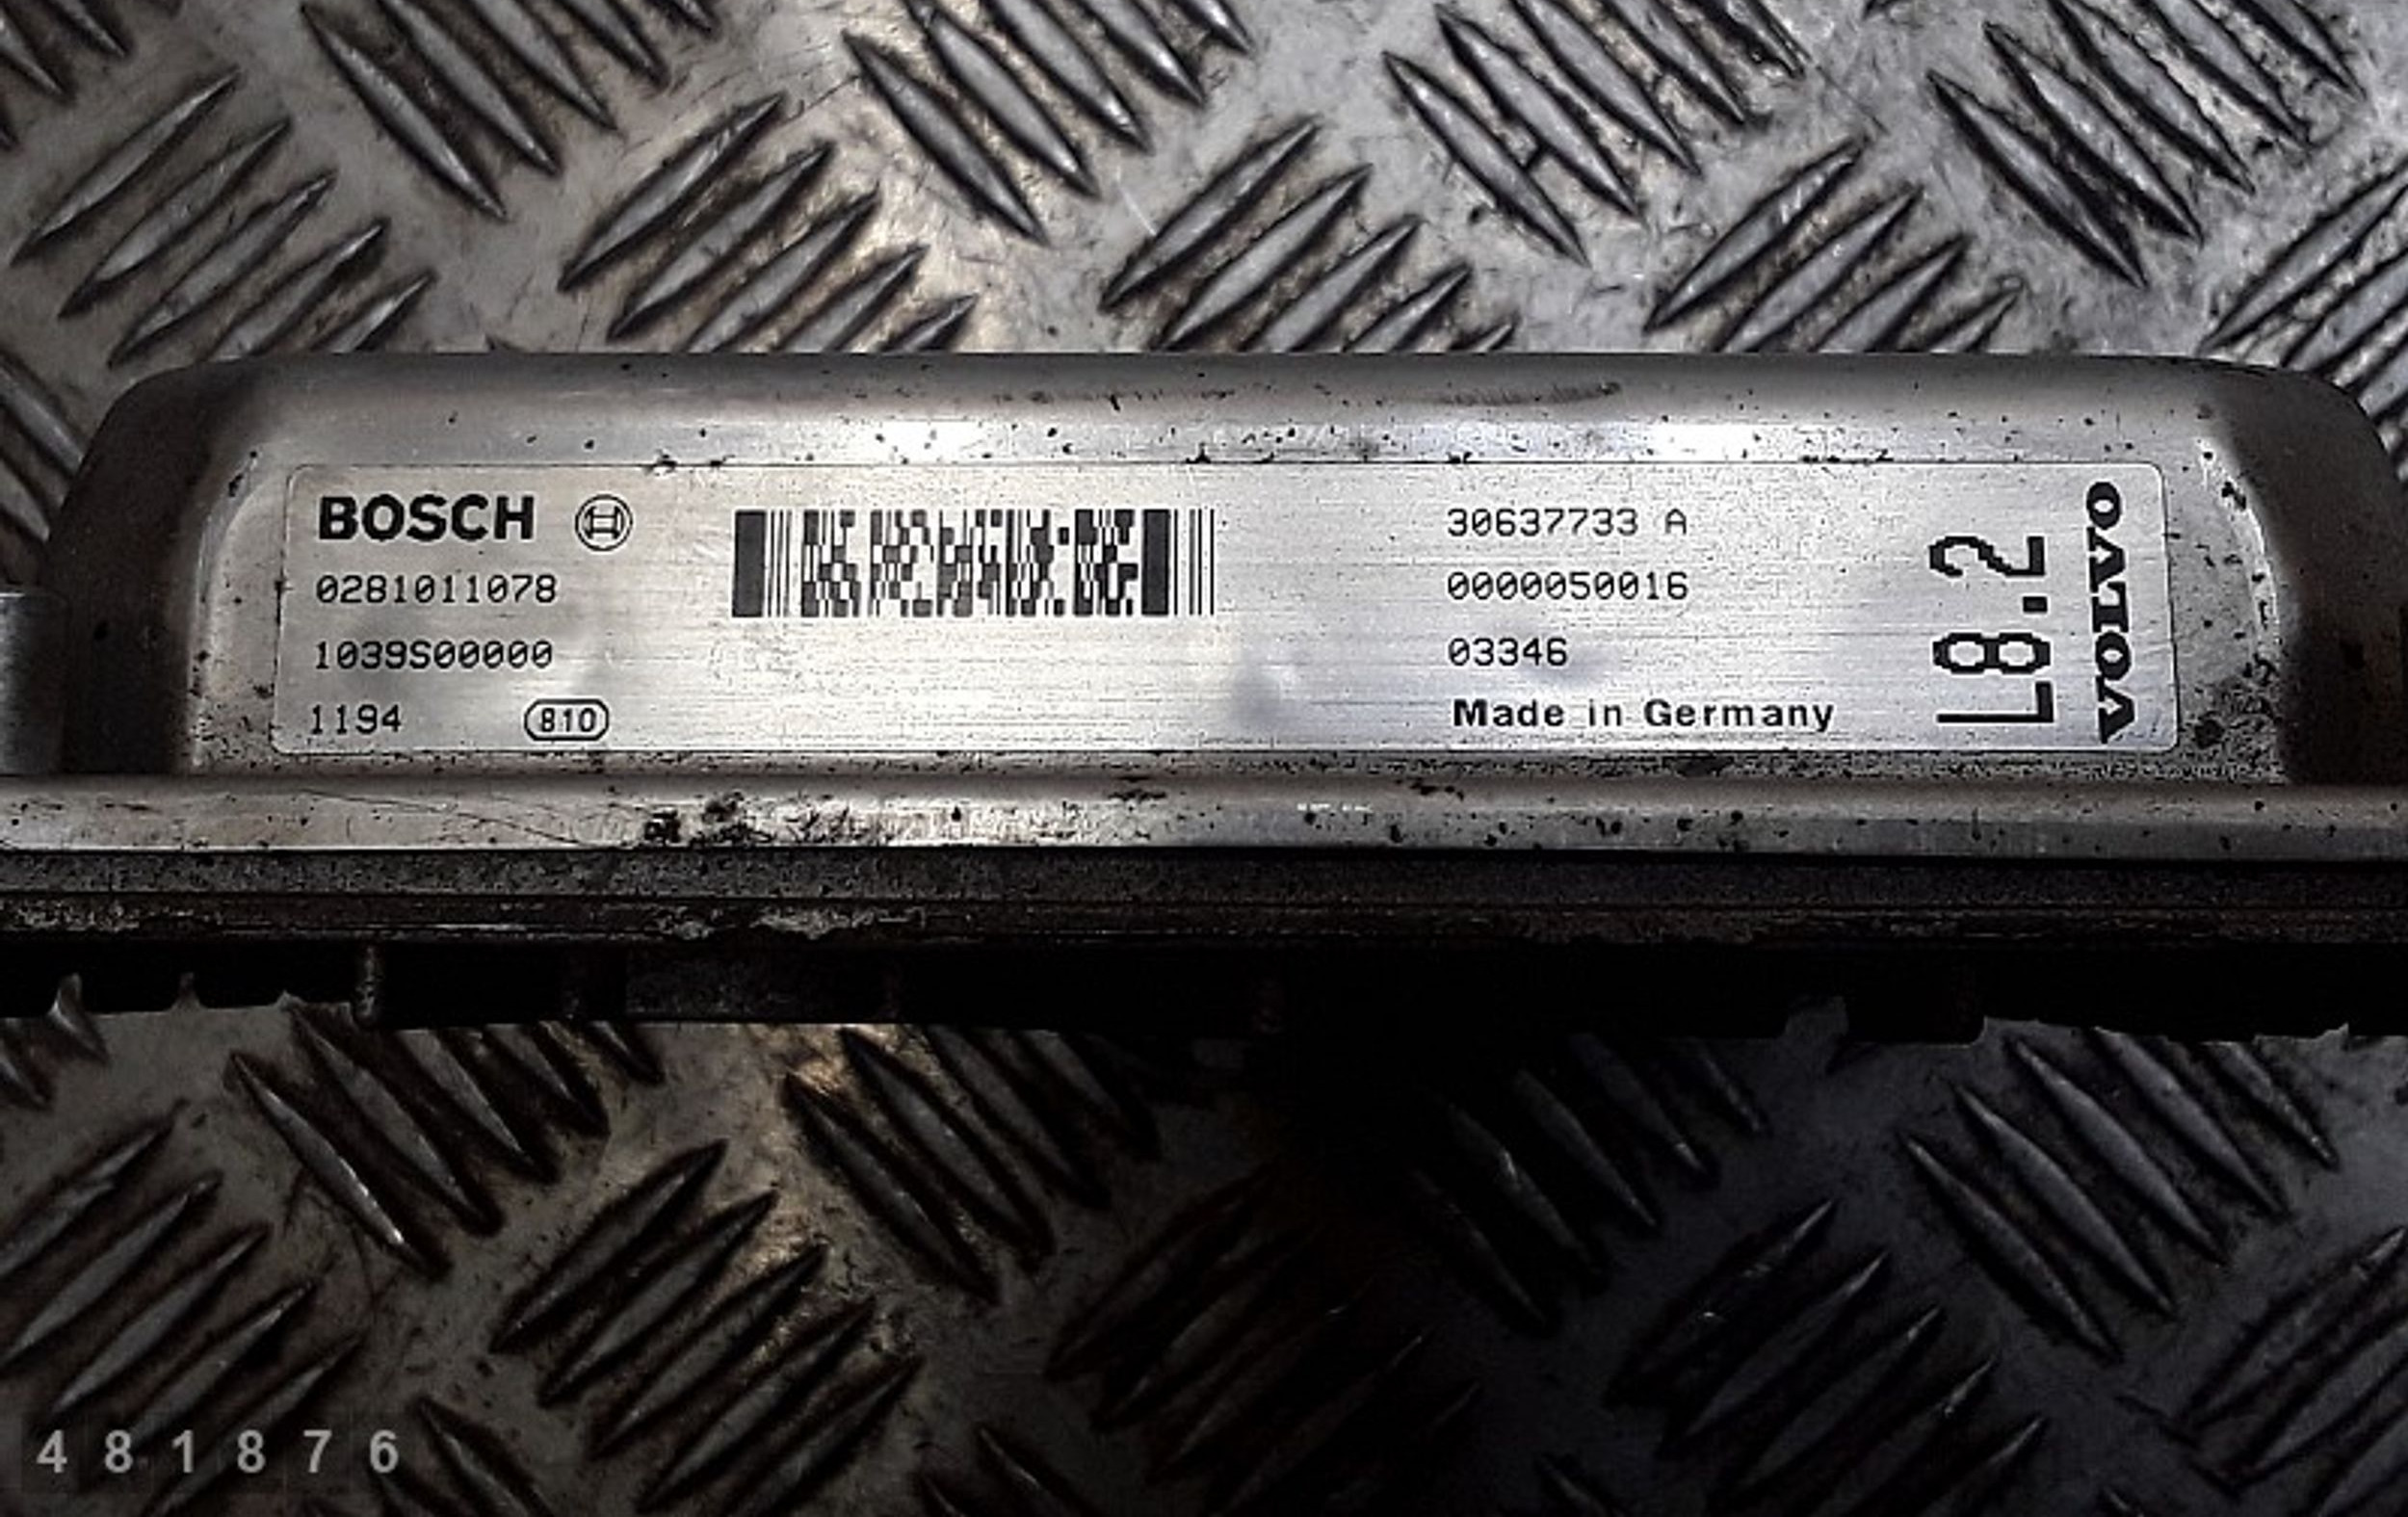 BOSCH
0281011078
1039S00000
1194 810
30637733 A
0000050016
03346
Made in Germany
L8.2
VOLVO
481876